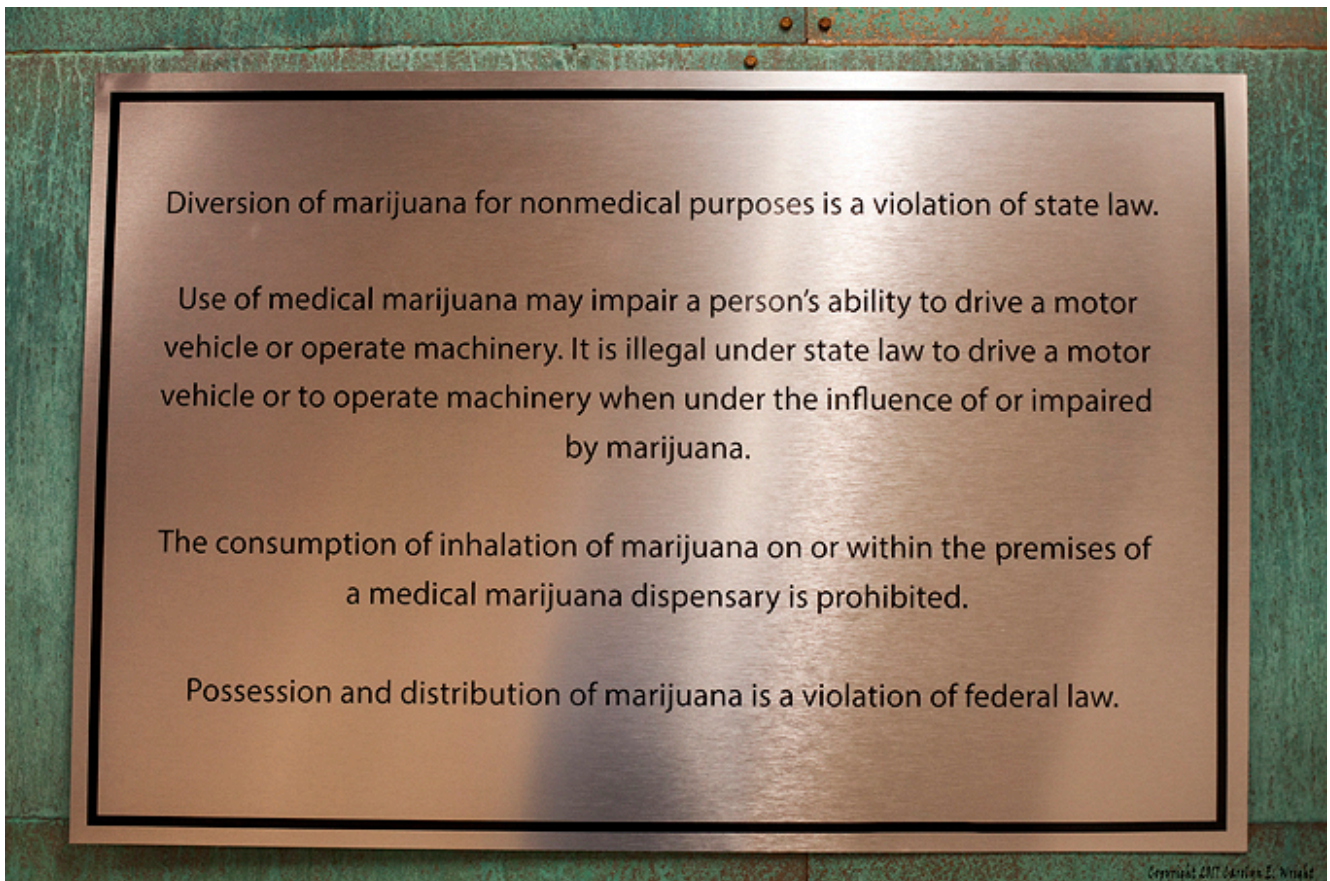 Diversion of marijuana for nonmedical purposes is a violation of state law.
Use of medical marijuana may impair a person's ability to drive a motor
vehicle or operate machinery. It is illegal under state law to drive a motor
vehicle or to operate machinery when under the influence of or impaired
by marijuana.
The consumption of inhalation of marijuana on or within the premises of
a medical marijuana dispensary is prohibited.
Possession and distribution of marijuana is a violation of federal law.
Copyright 2017 Carolyn E. Wright